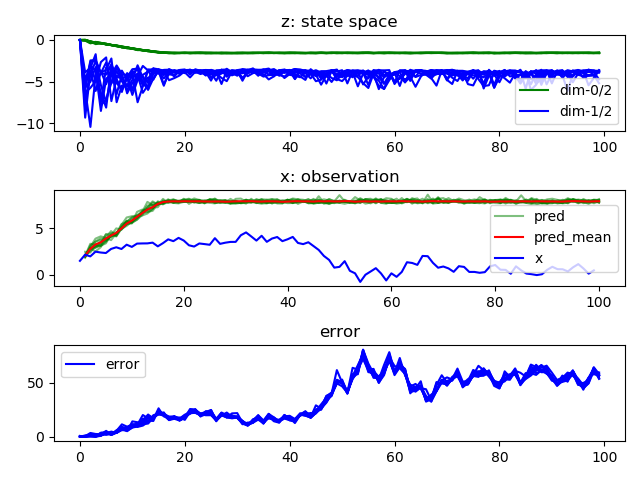 z: state space
0
−5
−10
dim-0/2
dim-1/2
0 20 40 60 80 100
x: observation
5
0
pred
pred_mean
x
0 20 40 60 80 100
error
50
0
error
0 20 40 60 80 100